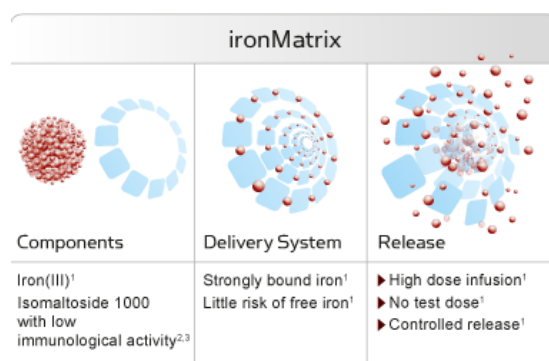 ironMatrix
Components
Delivery System
Release
Iron(III)¹
Isomaltoside 1000
with low
immunological activity²,³
Strongly bound iron¹
Little risk of free iron¹
▶ High dose infusion¹
▶ No test dose¹
▶ Controlled release¹